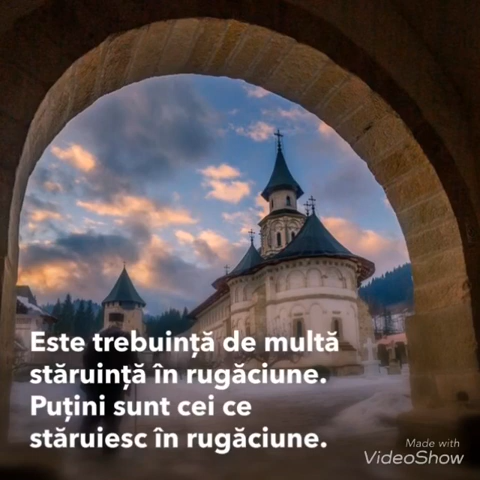 Este trebuință de multă
stăruință în rugăciune.
Puțini sunt cei ce
stăruiesc în rugăciune.
Made with
VideoShow